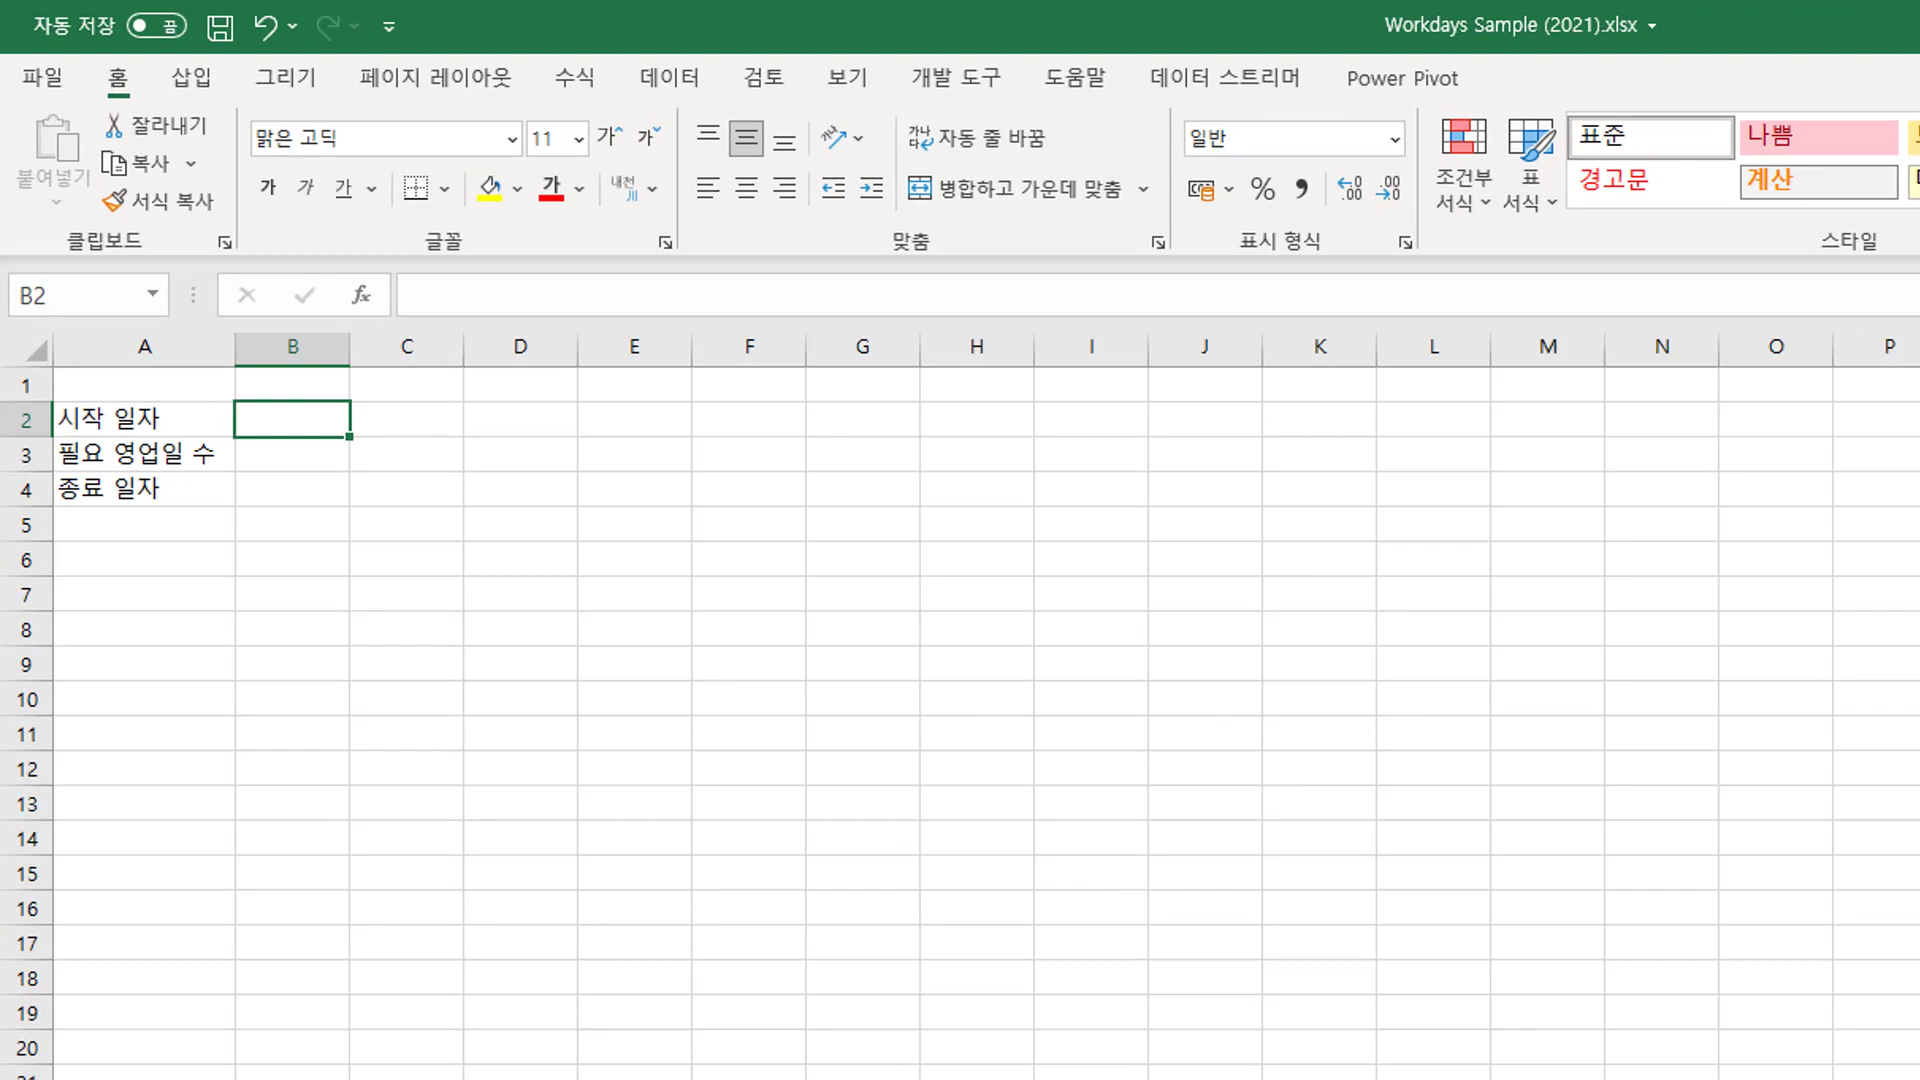 자동 저장 끔 Workdays Sample (2021).xlsx
파일 홈 삽입 그리기 페이지 레이아웃 수식 데이터 검토 보기 개발 도구 도움말 데이터 스트리머 Power Pivot
붙여넣기
잘라내기
복사
서식 복사
클립보드
맑은 고딕 11 가 가
가 가 가 가 내천 川
글꼴
가나다 자동 줄 바꿈
병합하고 가운데 맞춤
맞춤
일반
% , .00
표시 형식
조건부 서식
표 서식
표준 나쁨
경고문 계산
스타일
B2 fx
A B C D E F G H I J K L M N O P
1
2 시작 일자
3 필요 영업일 수
4 종료 일자
5
6
7
8
9
10
11
12
13
14
15
16
17
18
19
20